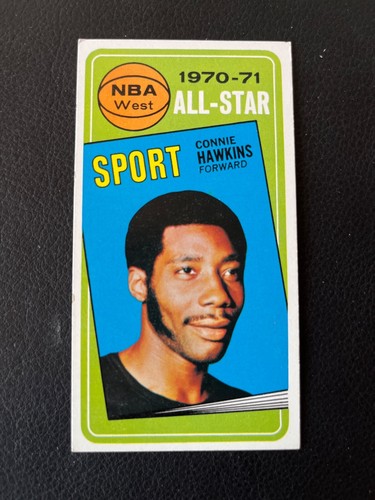 NBA
West
1970-71
ALL-STAR
SPORT
CONNIE
HAWKINS
FORWARD